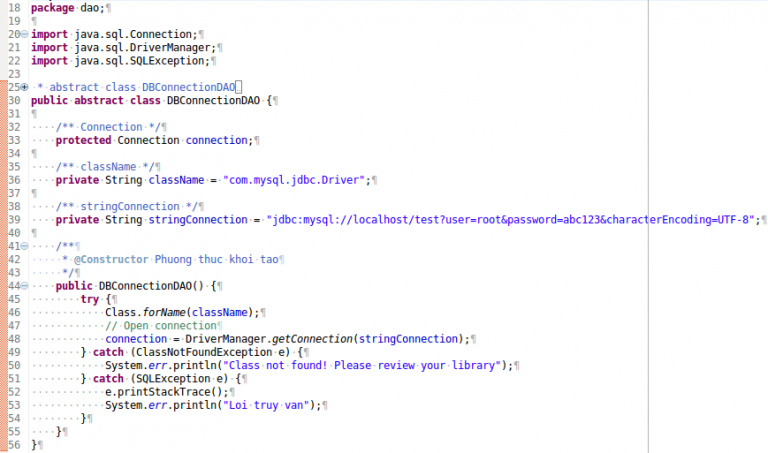 18 package dao;
19
20 import java.sql.Connection;
21 import java.sql.DriverManager;
22 import java.sql.SQLException;
23
25 * abstract class DBConnectionDAO
30 public abstract class DBConnectionDAO {
31
32     /** Connection */
33     protected Connection connection;
34
35     /** className */
36     private String className = "com.mysql.jdbc.Driver";
37
38     /** stringConnection */
39     private String stringConnection = "jdbc:mysql://localhost/test?user=root&password=abc123&characterEncoding=UTF-8";
40
41     /**
42      * @Constructor Phuong thuc khoi tao
43      */
44     public DBConnectionDAO() {
45         try {
46             Class.forName(className);
47             // Open connection
48             connection = DriverManager.getConnection(stringConnection);
49         } catch (ClassNotFoundException e) {
50             System.err.println("Class not found! Please review your library");
51         } catch (SQLException e) {
52             e.printStackTrace();
53             System.err.println("Loi truy van");
54         }
55     }
56 }